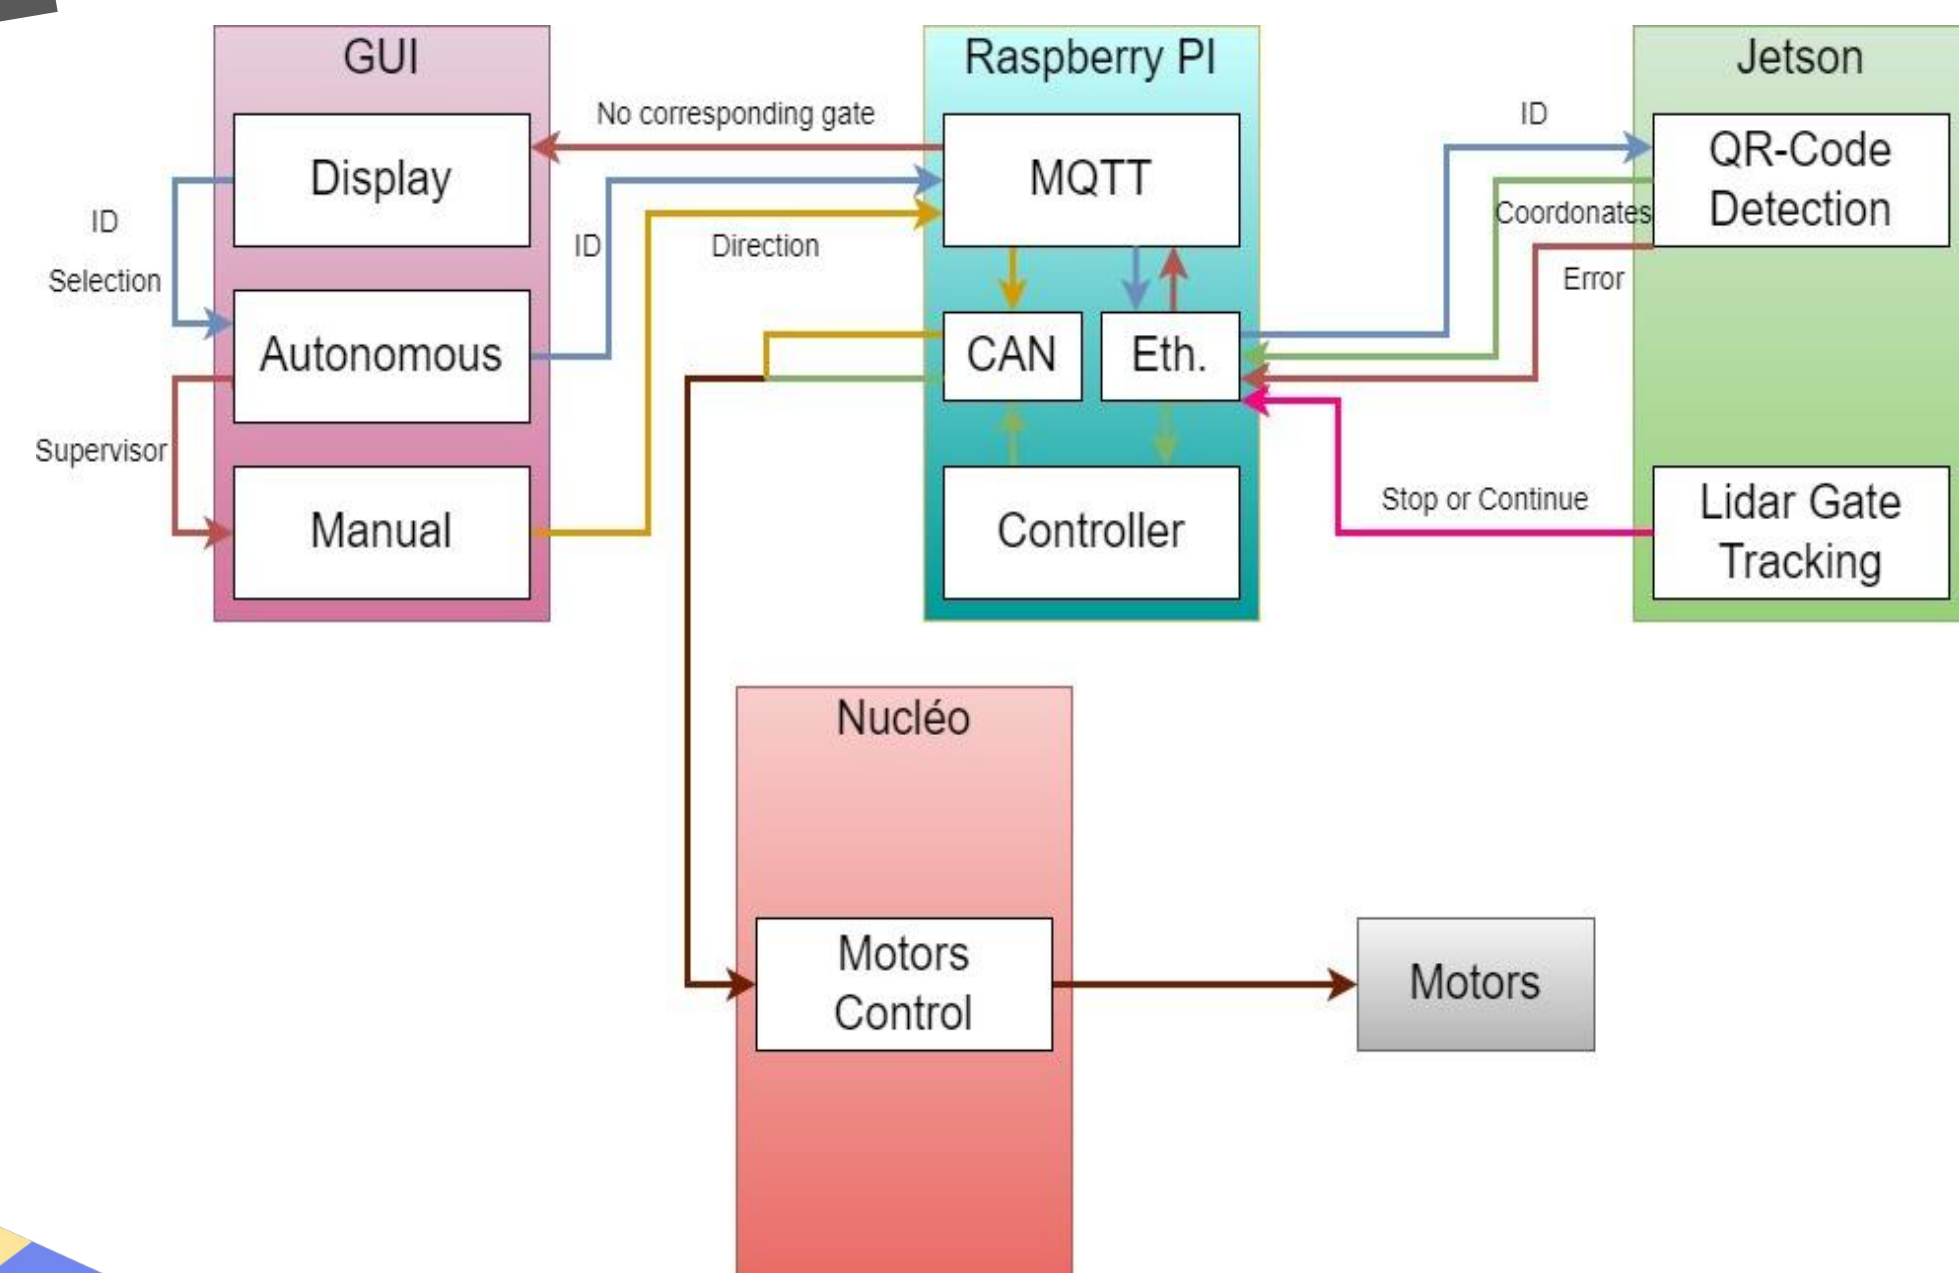 GUI
Display
Autonomous
Manual
ID
Selection
Supervisor
No corresponding gate
ID
Direction
Raspberry PI
MQTT
CAN
Eth.
Controller
ID
Coordonates
Error
Stop or Continue
Jetson
QR-Code
Detection
Lidar Gate
Tracking
Nucléo
Motors
Control
Motors